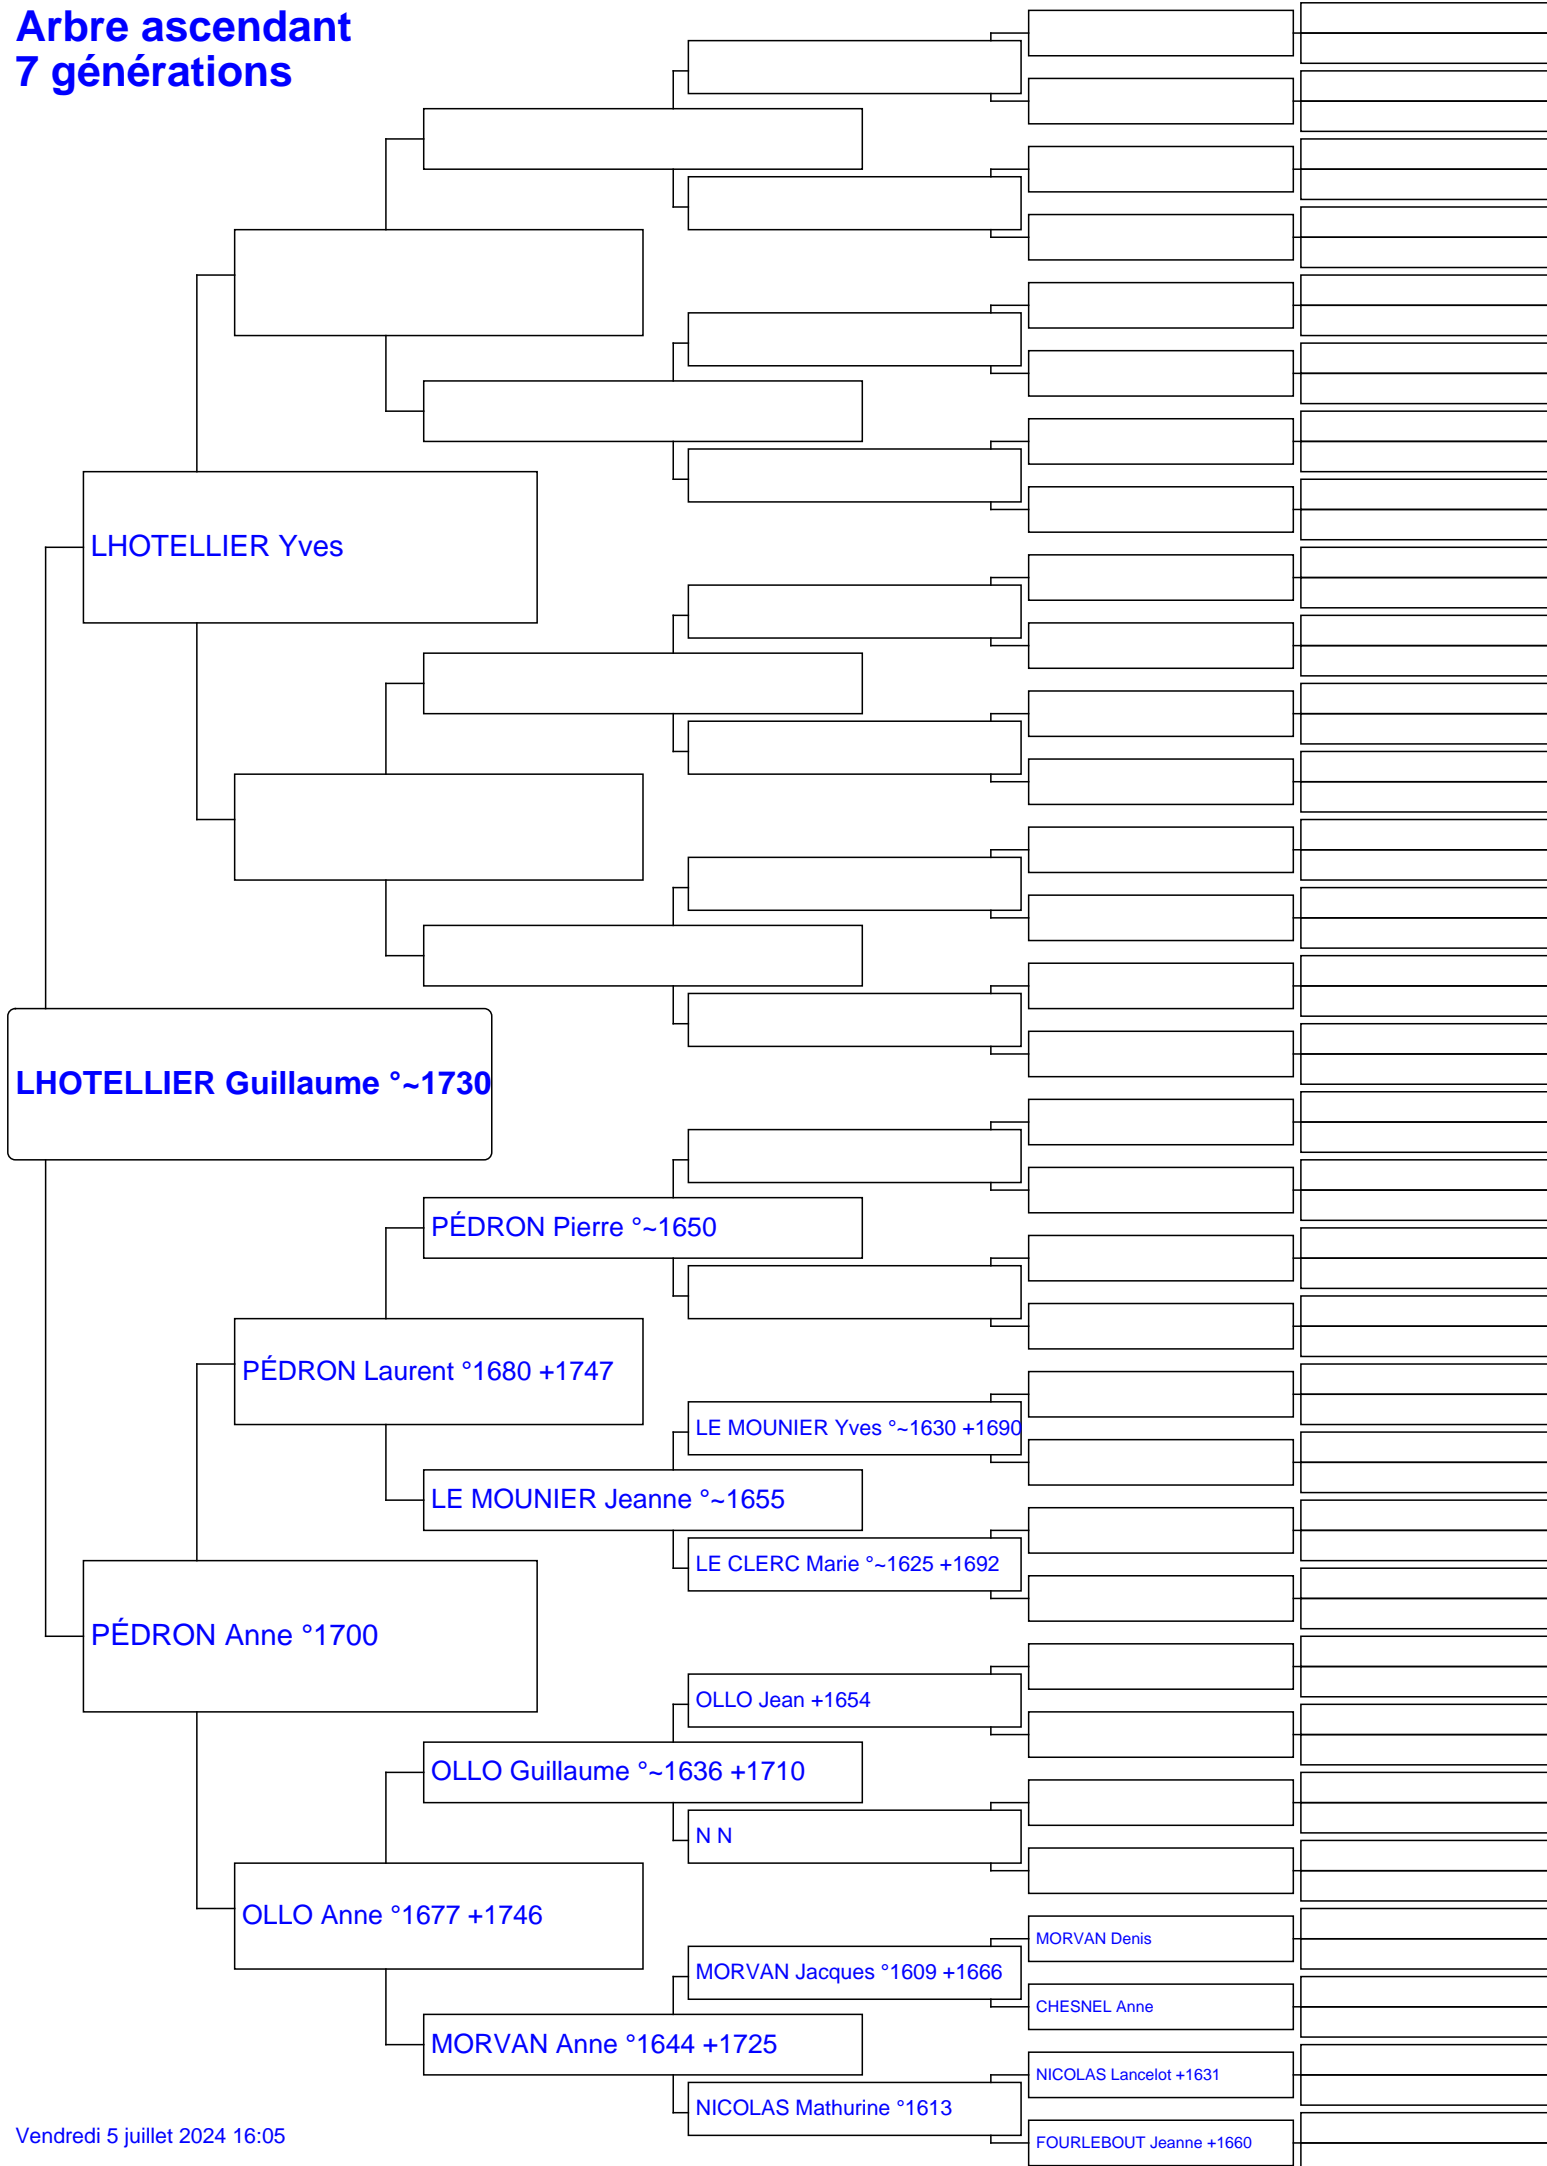 Arbre ascendant
7 générations
LHOTELLIER Yves
LHOTELLIER Guillaume °~1730
PÉDRON Pierre °~1650
PÉDRON Laurent °1680 +1747
LE MOUNIER Yves °~1630 +1690
LE MOUNIER Jeanne °~1655
LE CLERC Marie °~1625 +1692
PÉDRON Anne °1700
OLLO Jean +1654
OLLO Guillaume °~1636 +1710
N N
OLLO Anne °1677 +1746
MORVAN Denis
MORVAN Jacques °1609 +1666
CHESNEL Anne
MORVAN Anne °1644 +1725
NICOLAS Lancelot +1631
NICOLAS Mathurine °1613
FOURLEBOUT Jeanne +1660
Vendredi 5 juillet 2024 16:05